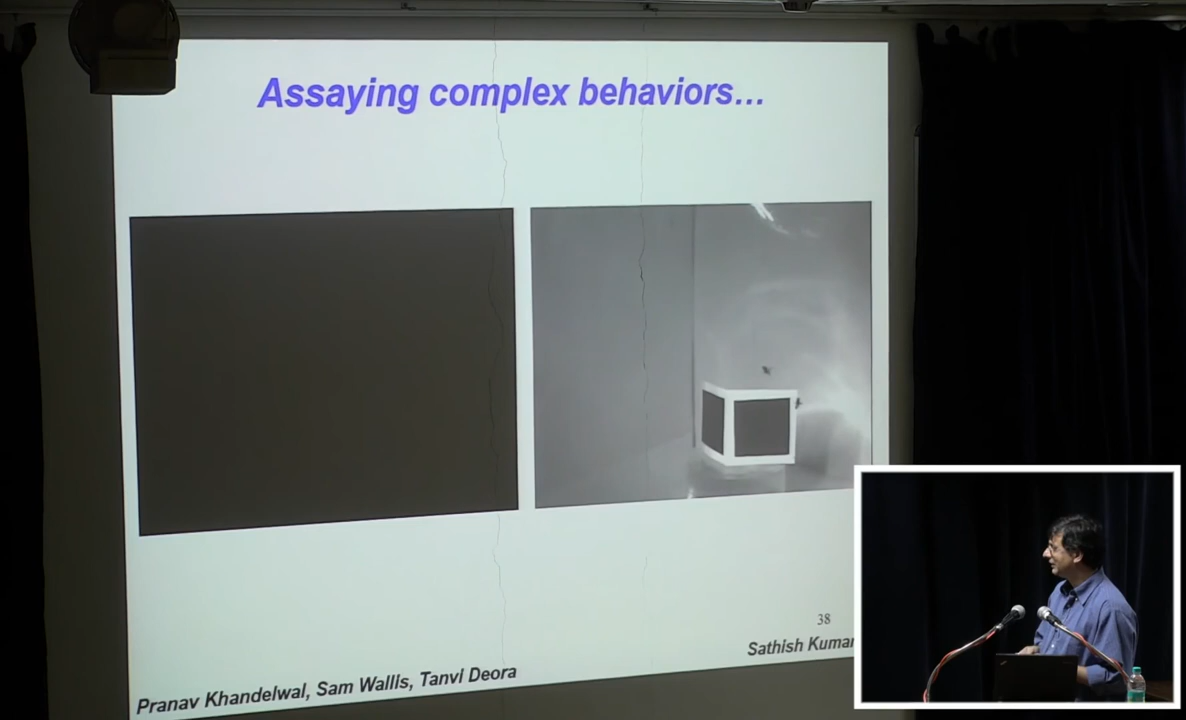 Assaying complex behaviors...
38
Sathish Kumar
Pranav Khandelwal, Sam Wallis, Tanvi Deora